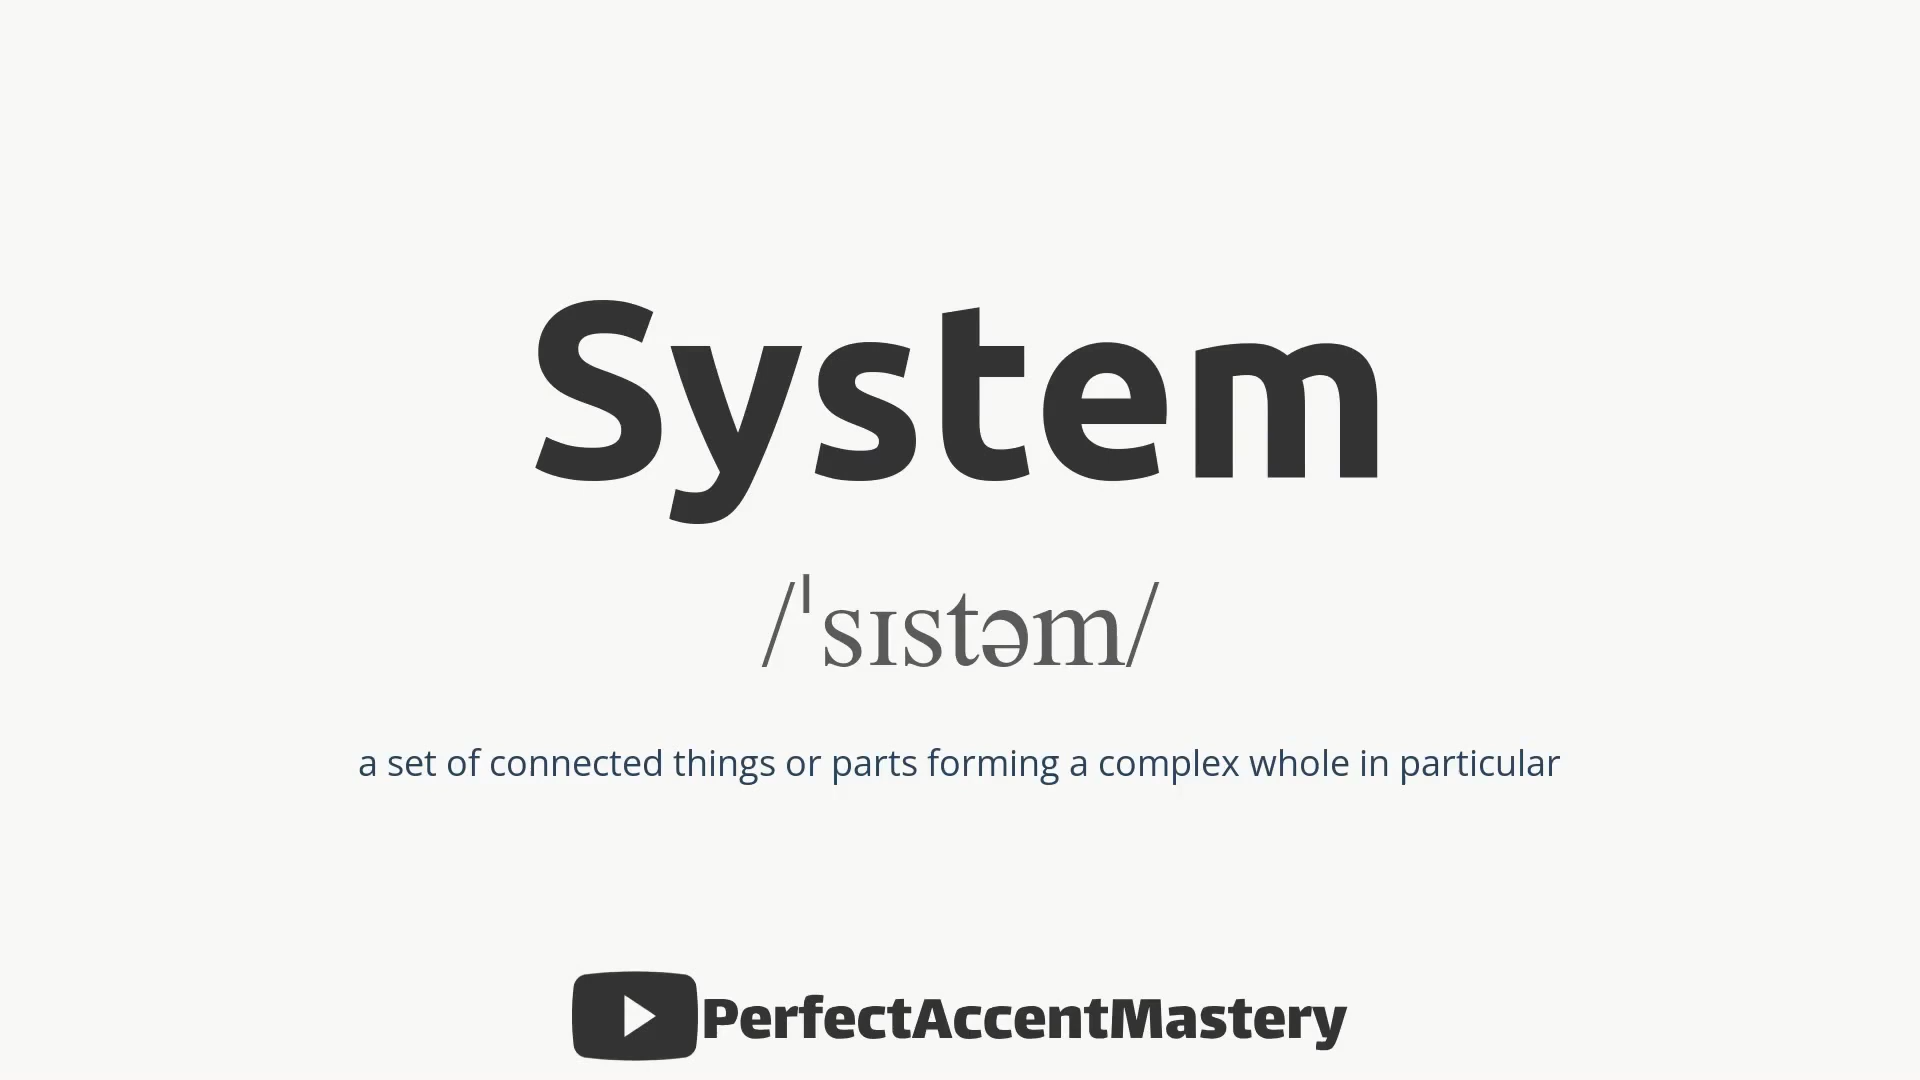 System
/ˈsɪstəm/
a set of connected things or parts forming a complex whole in particular
PerfectAccentMastery